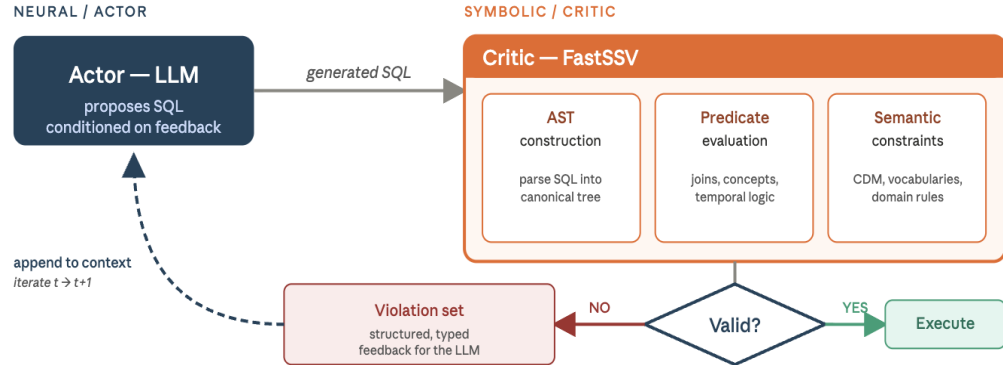 NEURAL / ACTOR
SYMBOLIC / CRITIC
Actor — LLM
proposes SQL
conditioned on feedback
generated SQL
Critic — FastSSV
AST
construction
parse SQL into
canonical tree
Predicate
evaluation
joins, concepts,
temporal logic
Semantic
constraints
CDM, vocabularies,
domain rules
append to context
iterate t → t+1
Violation set
structured, typed
feedback for the LLM
NO
Valid?
YES
Execute